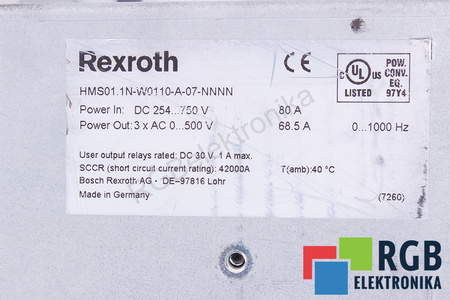 Rexroth
HMS01.1N-W0110-A-07-NNNN
Power In: DC 254...750 V 80 A
Power Out: 3 x AC 0...500 V 68.5 A 0...1000 Hz
User output relays rated: DC 30 V, 1 A max.
SCCR (short circuit current rating): 42000A T(amb):40 °C
Bosch Rexroth AG • DE-97816 Lohr
Made in Germany (7260)
CE
C UL US
LISTED
POW.
CONV.
EQ.
97Y4
rgbelektronika
RGB
ELEKTRONIKA